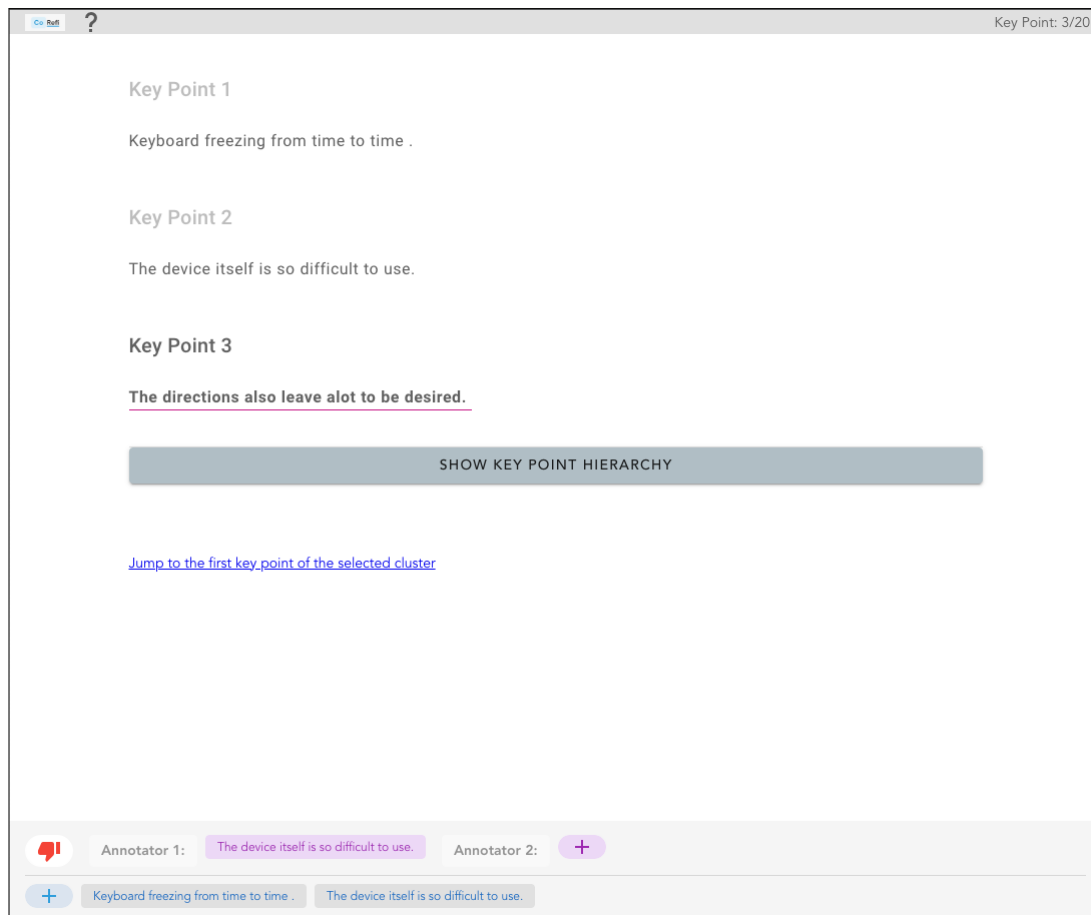 Co Refi ? Key Point: 3/20
Key Point 1
Keyboard freezing from time to time .
Key Point 2
The device itself is so difficult to use.
Key Point 3
The directions also leave alot to be desired.
SHOW KEY POINT HIERARCHY
Jump to the first key point of the selected cluster
Annotator 1: The device itself is so difficult to use. Annotator 2: +
+ Keyboard freezing from time to time . The device itself is so difficult to use.